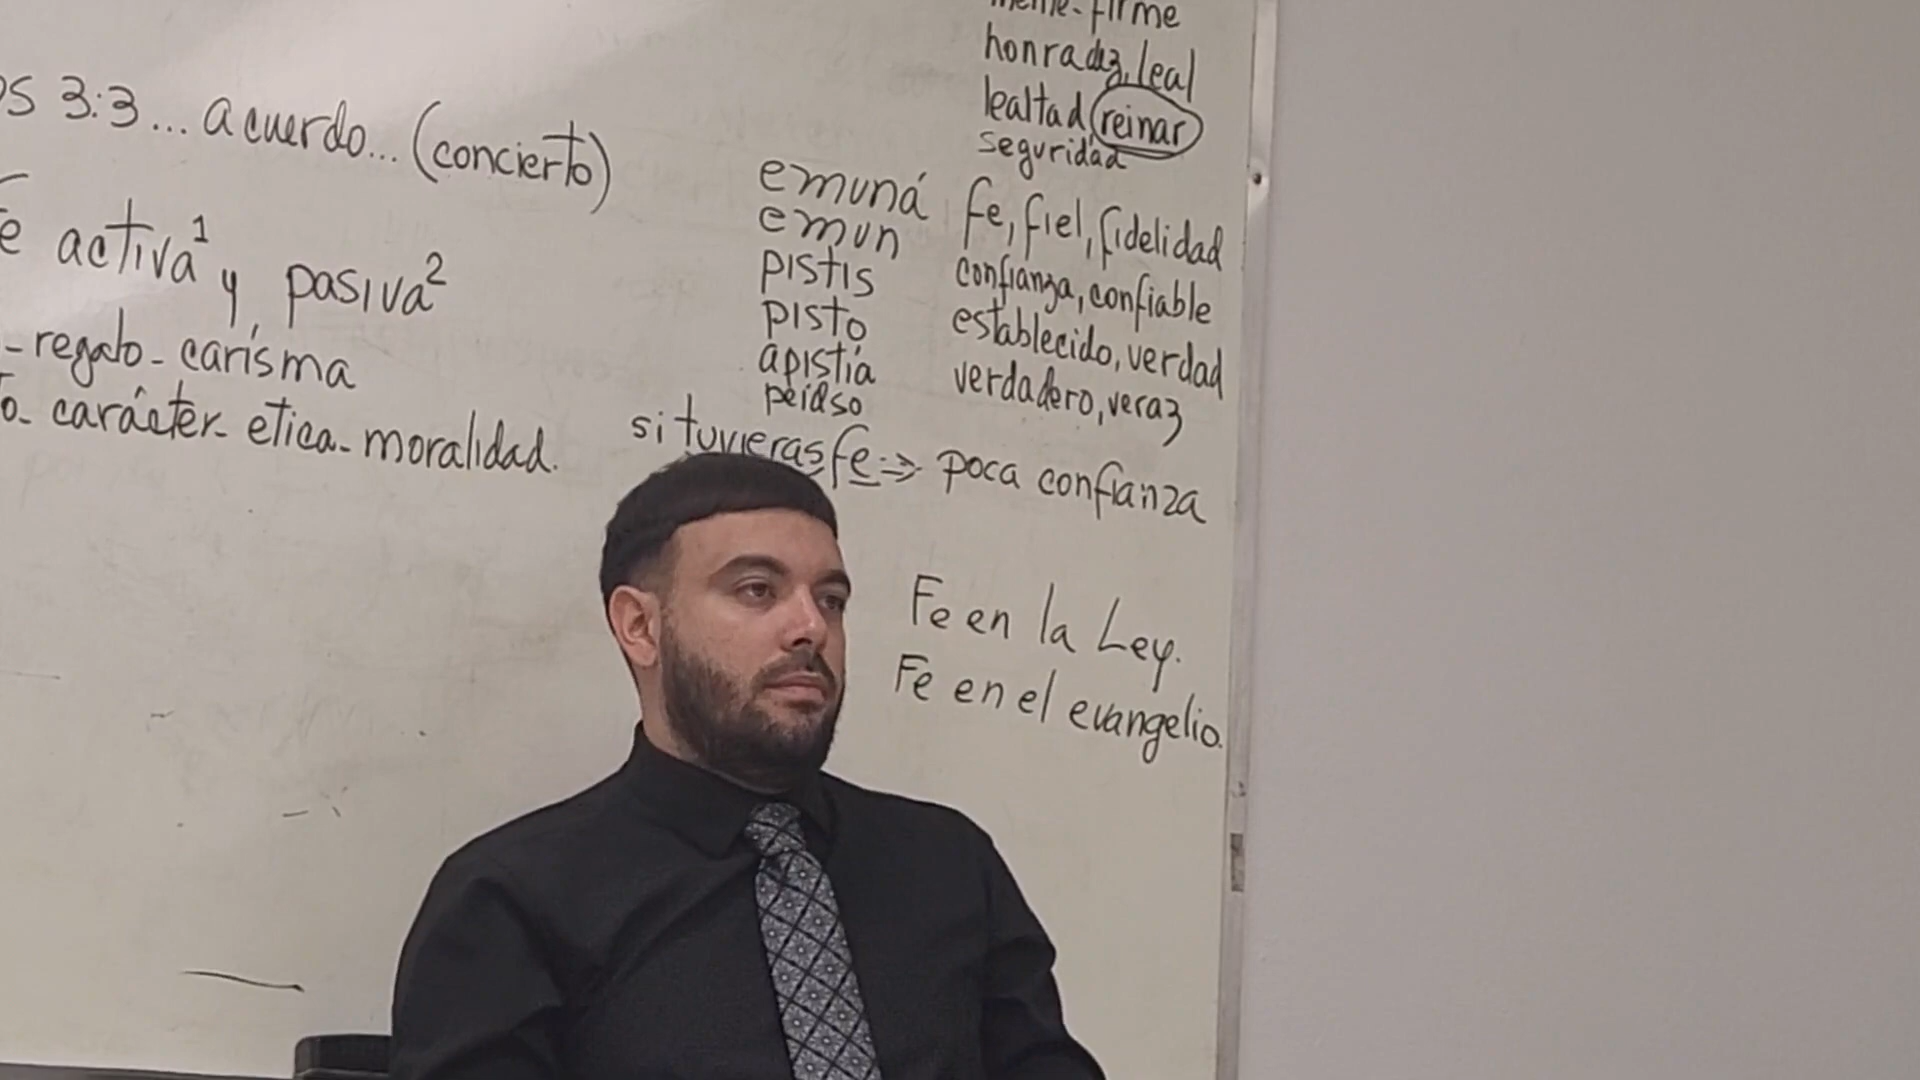 3:3... acuerdo... (concierto)
activa¹ y pasiva²
- regalo - carisma
carácter - etica - moralidad.
firme
honradez, leal
lealtad reinar
seguridad
emuná fe, fiel, fidelidad
emun
pistis confianza, confiable
pisto establecido, verdad
apistía verdadero, veraz
si tuvieras fe => poca confianza
Fe en la Ley.
Fe en el evangelio.